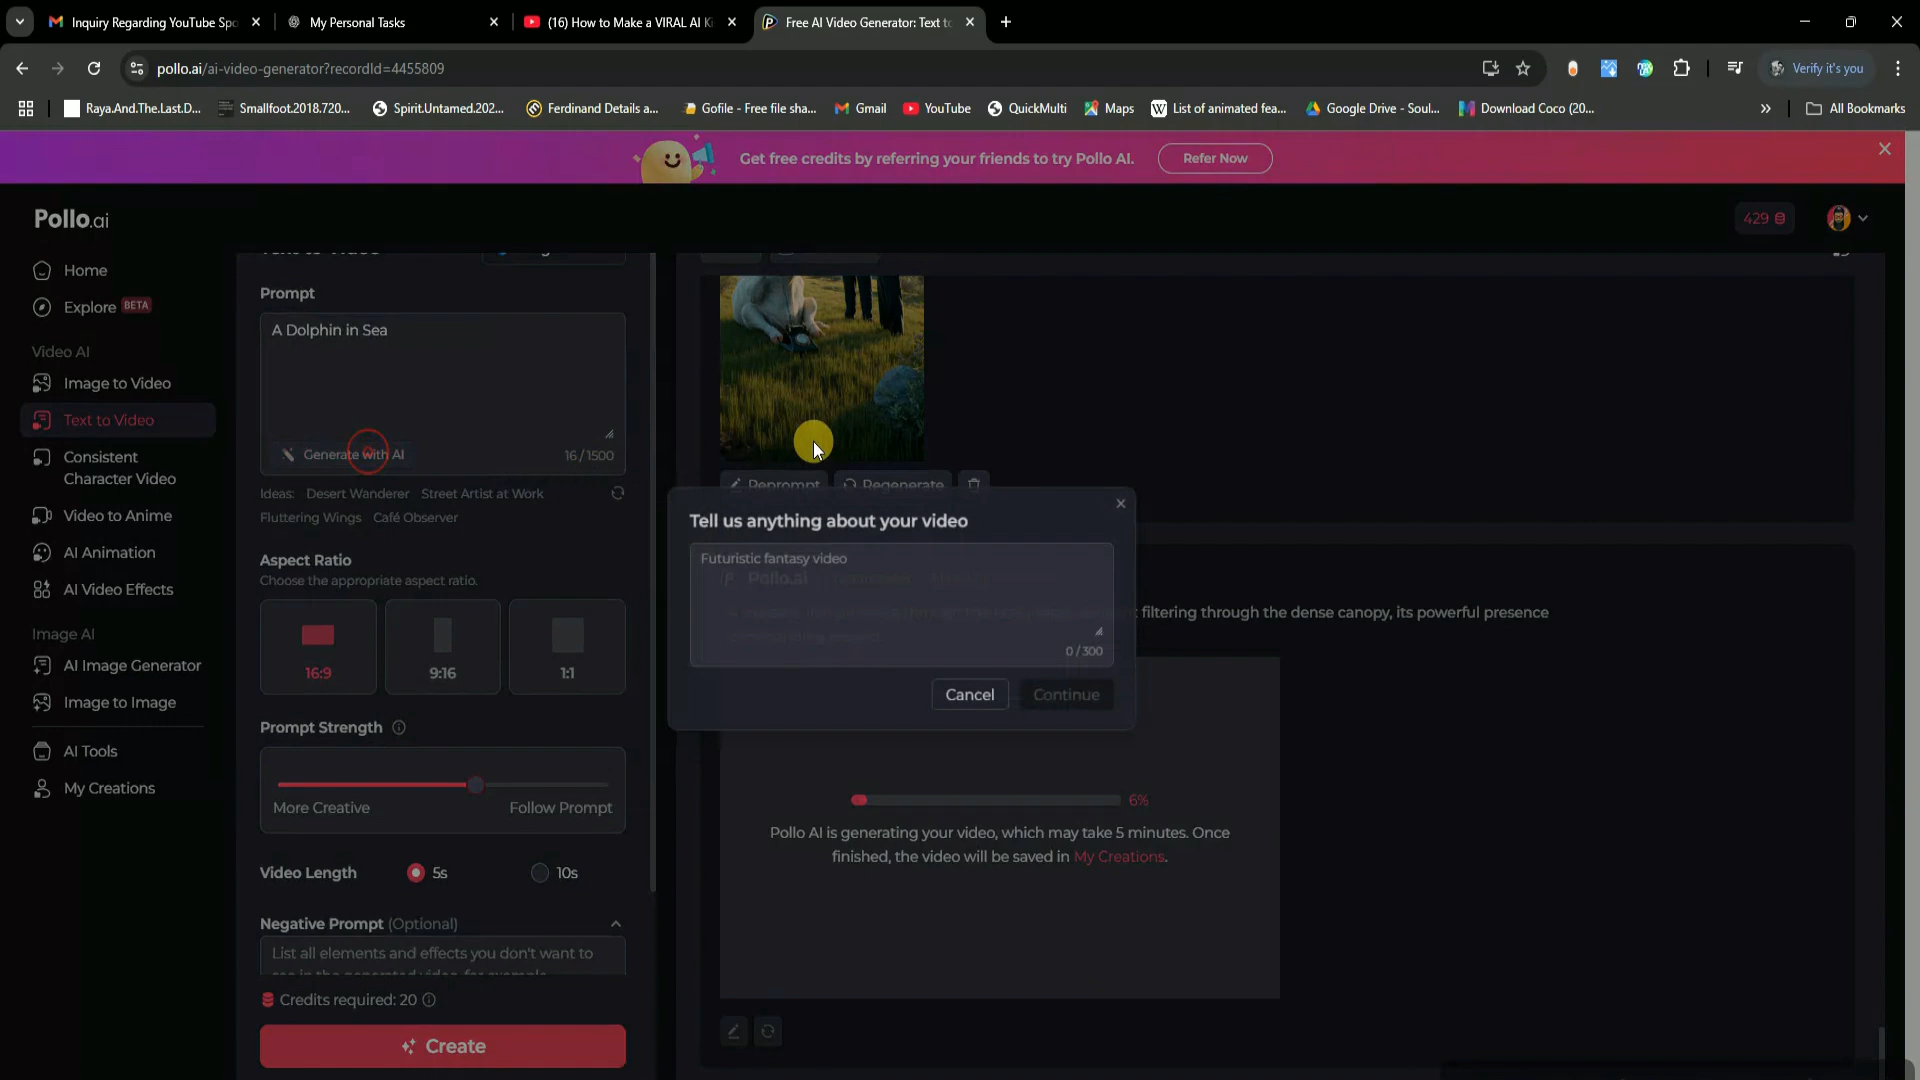 Inquiry Regarding YouTube Spo
My Personal Tasks
(16) How to Make a VIRAL AI Ki
Free AI Video Generator: Text to
pollo.ai/ai-video-generator?recordId=4455809
Verify it's you
Raya.And.The.Last.D...
Smallfoot.2018.720...
Spirit.Untamed.202...
Ferdinand Details a...
Gofile - Free file sha...
Gmail
YouTube
QuickMulti
Maps
List of animated fea...
Google Drive - Soul...
Download Coco (20...
»
All Bookmarks
Get free credits by referring your friends to try Pollo AI.
Refer Now
Pollo.ai
429
Home
Explore BETA
Video AI
Image to Video
Text to Video
Consistent
Character Video
Video to Anime
AI Animation
AI Video Effects
Image AI
AI Image Generator
Image to Image
AI Tools
My Creations
Prompt
A Dolphin in Sea
Generate with AI
16/1500
Ideas: Desert Wanderer Street Artist at Work
Fluttering Wings Café Observer
Aspect Ratio
Choose the appropriate aspect ratio.
16:9
9:16
1:1
Prompt Strength
More Creative
Follow Prompt
Video Length
5s
10s
Negative Prompt (Optional)
List all elements and effects you don't want to
Credits required: 20
Create
Reprompt
Regenerate
Tell us anything about your video
Futuristic fantasy video
0/300
Cancel
Continue
Pollo.ai
filtering through the dense canopy, its powerful presence
6%
Pollo AI is generating your video, which may take 5 minutes. Once
finished, the video will be saved in My Creations.